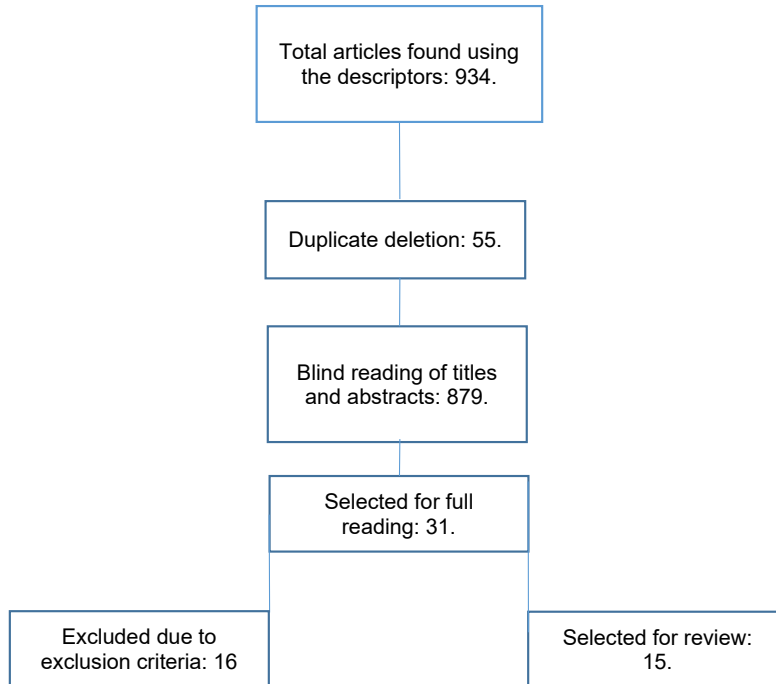 Total articles found using
the descriptors: 934.
Duplicate deletion: 55.
Blind reading of titles
and abstracts: 879.
Selected for full
reading: 31.
Excluded due to
exclusion criteria: 16
Selected for review:
15.